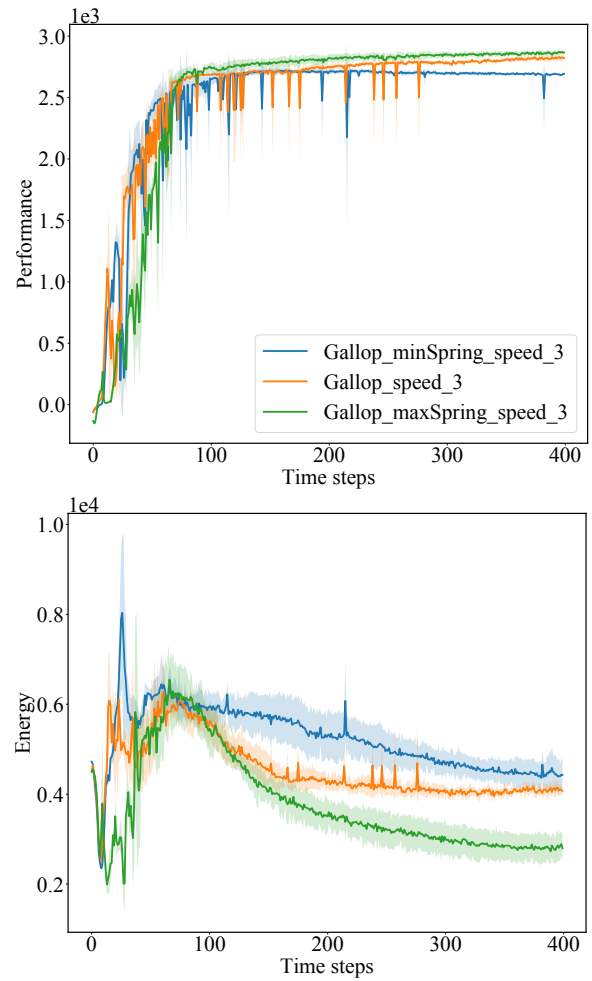 1e3
3.0
2.5
2.0
1.5
1.0
0.5
0.0
Performance
Gallop_minSpring_speed_3
Gallop_speed_3
Gallop_maxSpring_speed_3
0 100 200 300 400
Time steps
1e4
1.0
0.8
0.6
0.4
0.2
Energy
0 100 200 300 400
Time steps